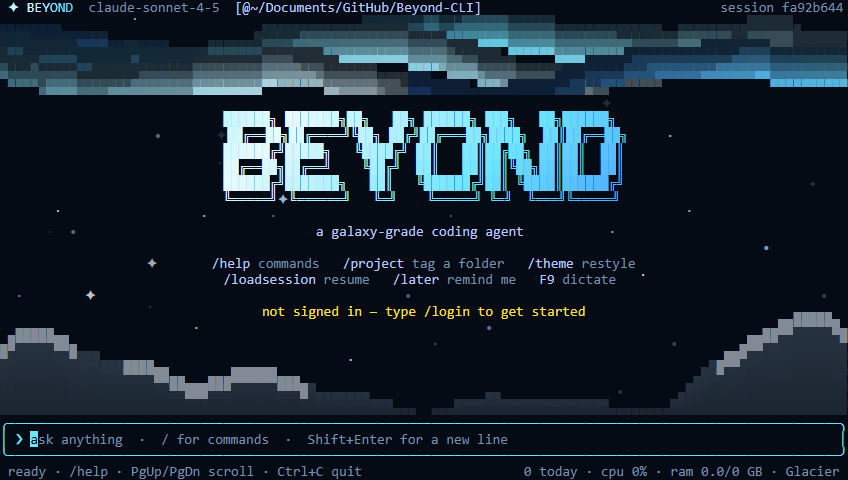 ✦ BEYOND claude-sonnet-4-5 [@~/Documents/GitHub/Beyond-CLI] session fa92b644
BEYOND
a galaxy-grade coding agent
/help commands /project tag a folder /theme restyle
/loadsession resume /later remind me F9 dictate
not signed in — type /login to get started
❯ ask anything · / for commands · Shift+Enter for a new line
ready · /help · PgUp/PgDn scroll · Ctrl+C quit 0 today · cpu 0% · ram 0.0/0 GB · Glacier